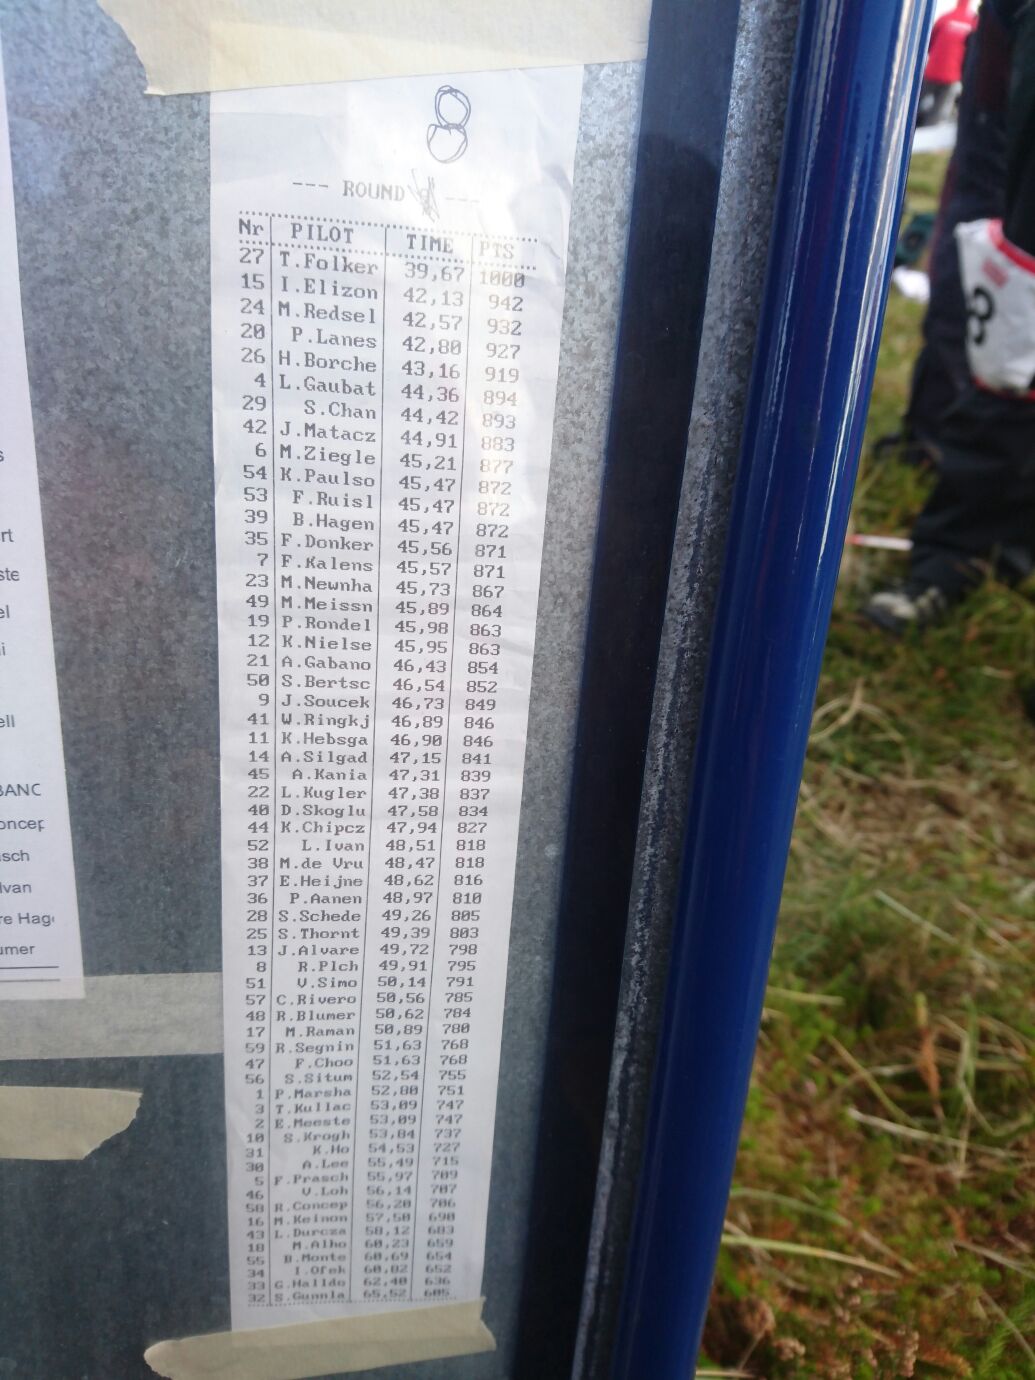 8
--- ROUND ---
Nr PILOT TIME PTS
27 T.Folker 39,67 1000
15 I.Elizon 42,13 942
24 M.Redsel 42,57 932
20 P.Lanes 42,80 927
26 H.Borche 43,16 919
4 L.Gaubat 44,36 894
29 S.Chan 44,42 893
42 J.Matacz 44,91 883
6 M.Ziegle 45,21 877
54 K.Paulso 45,47 872
53 F.Ruisl 45,47 872
39 B.Hagen 45,47 872
35 F.Donker 45,56 871
7 F.Kalens 45,57 871
23 M.Newnha 45,73 867
49 M.Meissn 45,89 864
19 P.Rondel 45,98 863
12 K.Nielse 45,95 863
21 A.Gabano 46,43 854
50 S.Bertsc 46,54 852
9 J.Soucek 46,73 849
41 W.Ringkj 46,89 846
11 K.Hebsga 46,90 846
14 A.Silgad 47,15 841
45 A.Kania 47,31 839
22 L.Kugler 47,38 837
40 D.Skoglu 47,58 834
44 K.Chipcz 47,94 827
52 L.Ivan 48,51 818
38 M.de Vru 48,47 818
37 E.Heijne 48,62 816
36 P.Aanen 48,97 810
28 S.Schede 49,26 805
25 S.Thornt 49,39 803
13 J.Alvare 49,72 798
8 R.Plch 49,91 795
51 V.Simo 50,14 791
57 C.Rivero 50,56 785
48 R.Blumer 50,62 784
17 M.Raman 50,89 780
59 R.Segnin 51,63 768
47 F.Choo 51,63 768
56 S.Situm 52,54 755
1 P.Marsha 52,80 751
3 T.Kullac 53,09 747
2 E.Meeste 53,09 747
10 S.Krogh 53,84 737
31 K.Ho 54,53 727
30 A.Lee 55,49 715
5 F.Prasch 55,97 709
46 V.Loh 56,14 707
58 R.Concep 56,20 706
16 M.Keinon 57,50 690
43 L.Durcza 58,12 683
18 M.Alho 60,23 659
55 B.Monte 60,69 654
34 I.Ofek 60,82 652
33 G.Halldo 62,40 636
32 S.Gunnla 65,52 605
rt
ste
el
ell
BANC
oncep
sch
Ivan
re Hag
umer
8